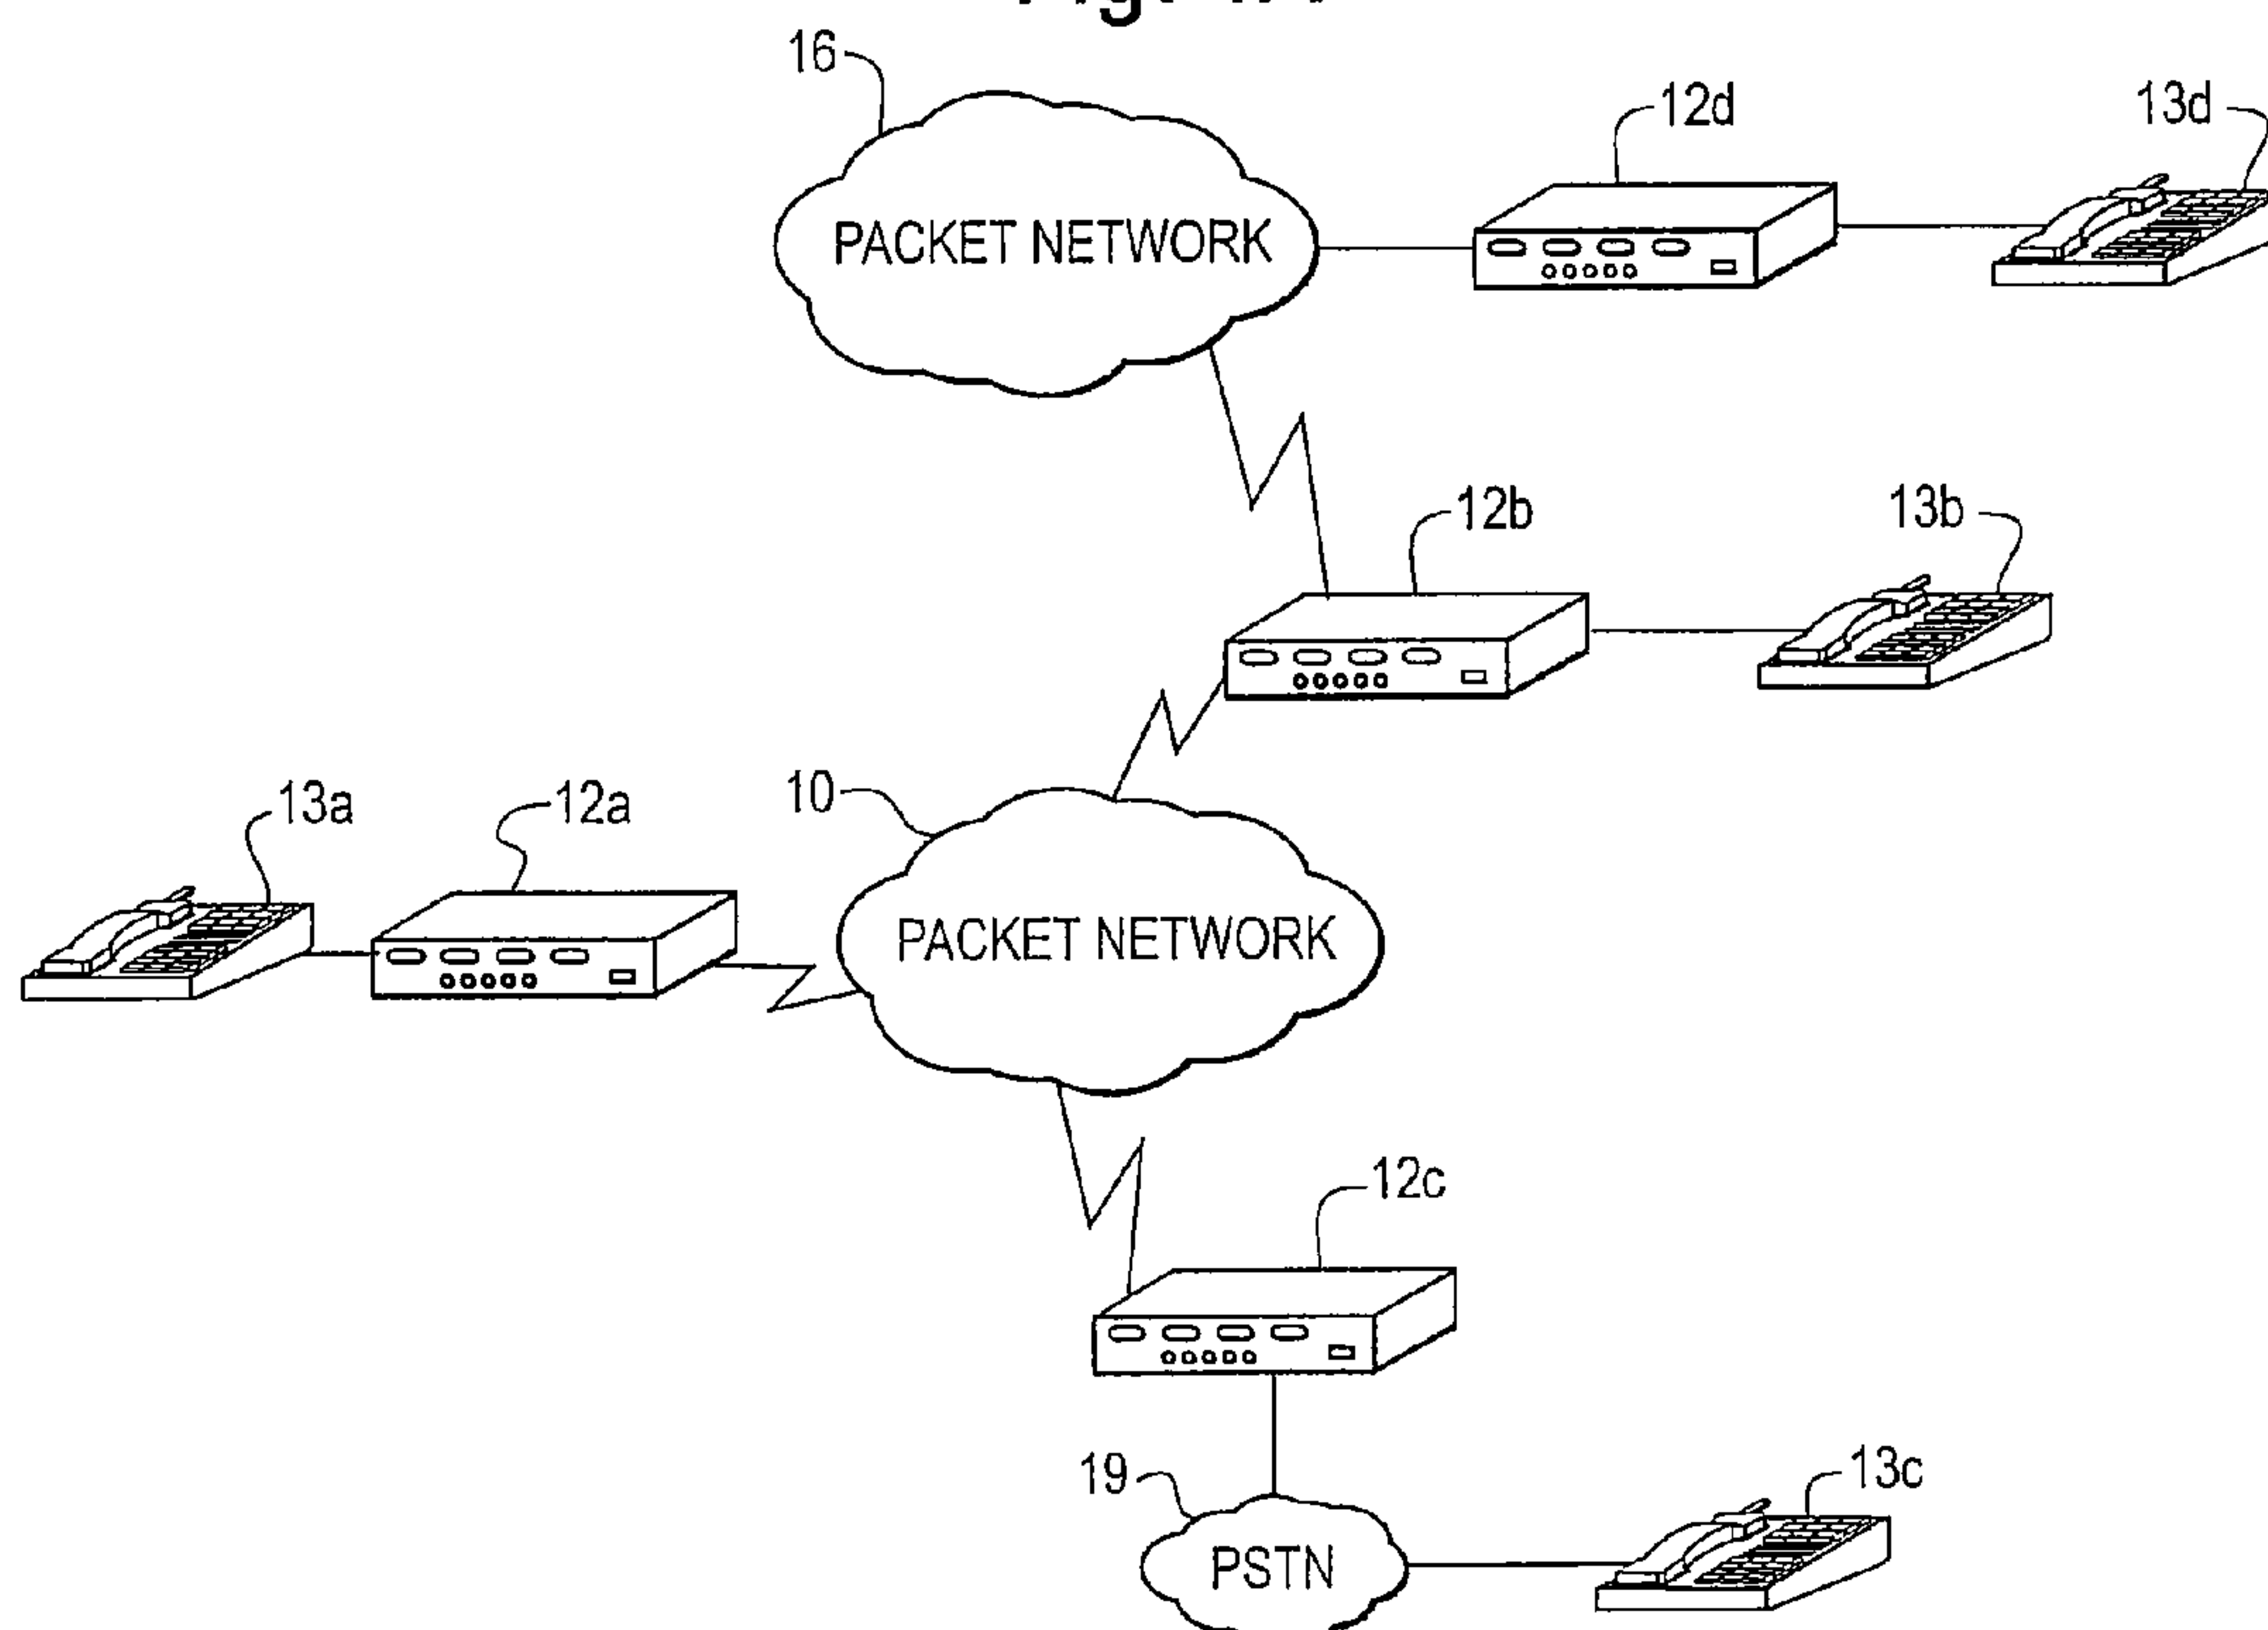 16
12d
13d
PACKET NETWORK
12b
13b
13a
12a
10
PACKET NETWORK
12c
19
13c
PSTN